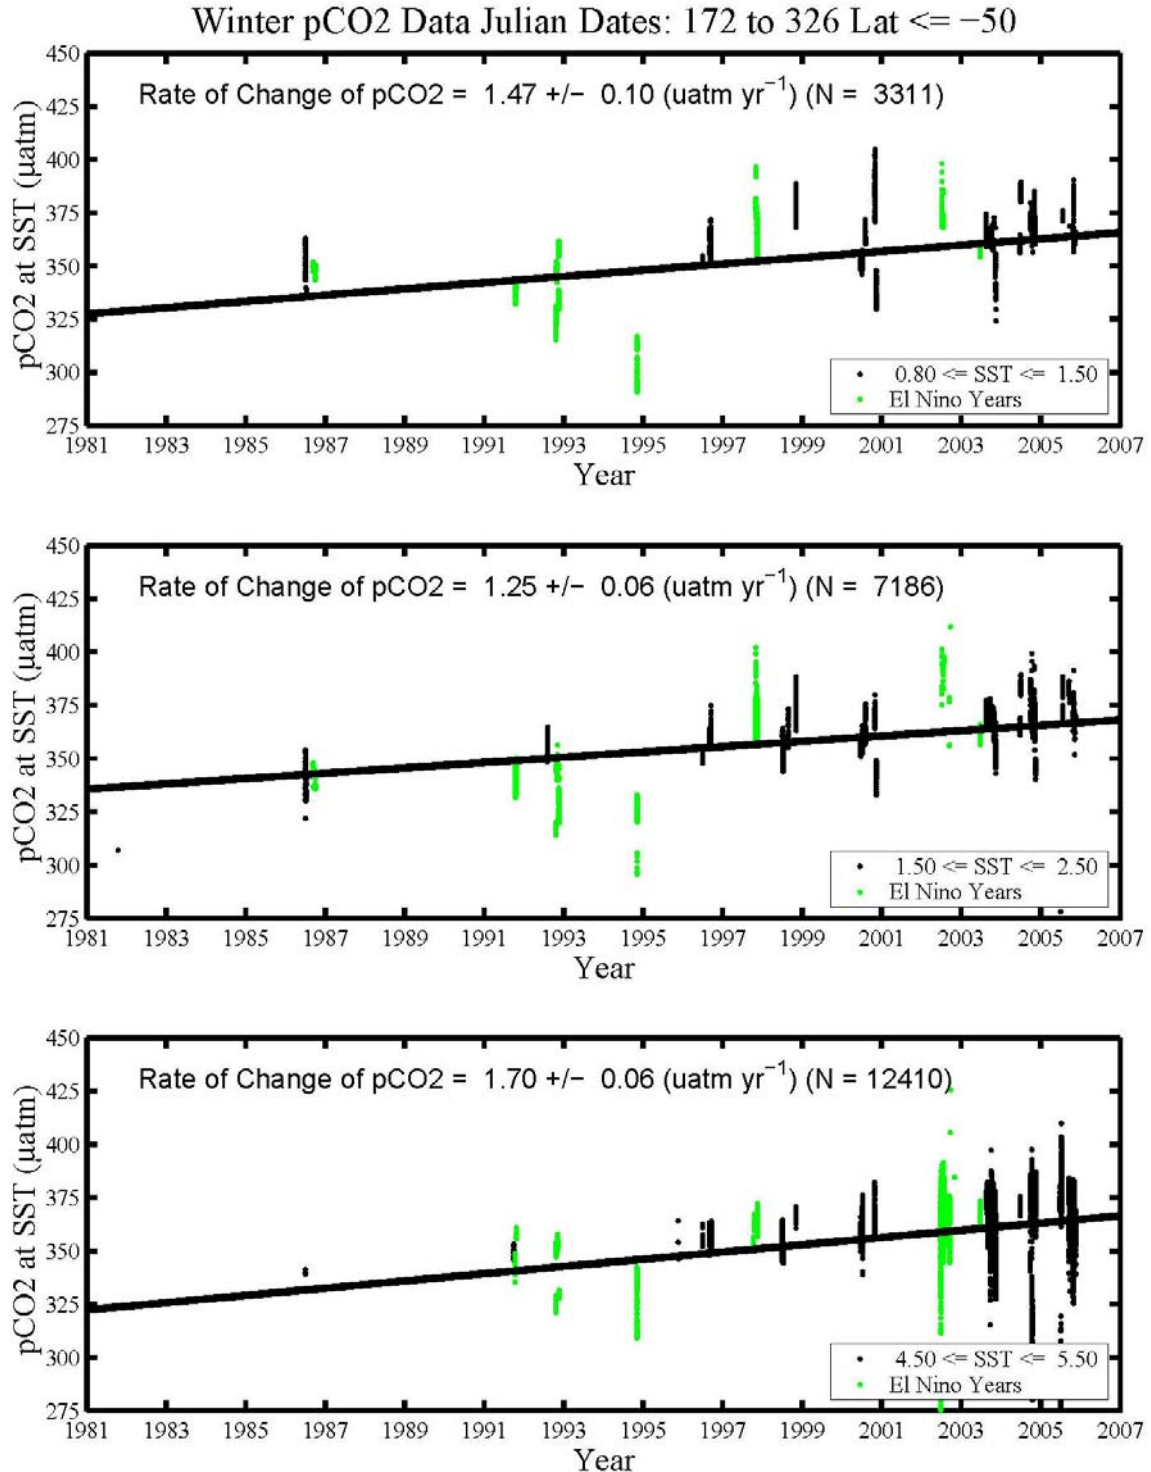 Winter pCO2 Data Julian Dates: 172 to 326 Lat <= −50
450
425
400
375
350
325
300
275
pCO2 at SST (μatm)
Rate of Change of pCO2 = 1.47 +/− 0.10 (uatm yr⁻¹) (N = 3311)
0.80 <= SST <= 1.50
El Nino Years
1981 1983 1985 1987 1989 1991 1993 1995 1997 1999 2001 2003 2005 2007
Year
450
425
400
375
350
325
300
275
pCO2 at SST (μatm)
Rate of Change of pCO2 = 1.25 +/− 0.06 (uatm yr⁻¹) (N = 7186)
1.50 <= SST <= 2.50
El Nino Years
1981 1983 1985 1987 1989 1991 1993 1995 1997 1999 2001 2003 2005 2007
Year
450
425
400
375
350
325
300
275
pCO2 at SST (μatm)
Rate of Change of pCO2 = 1.70 +/− 0.06 (uatm yr⁻¹) (N = 12410)
4.50 <= SST <= 5.50
El Nino Years
1981 1983 1985 1987 1989 1991 1993 1995 1997 1999 2001 2003 2005 2007
Year